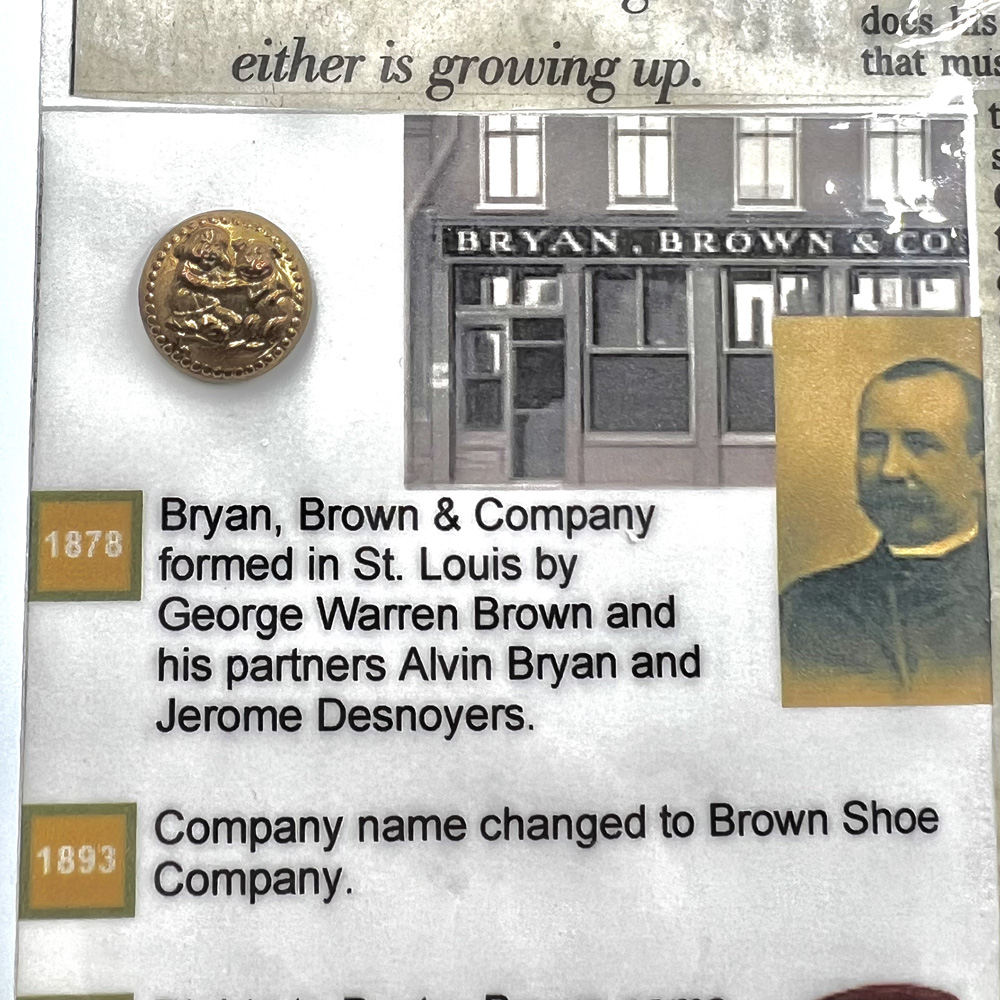 either is growing up.
does his
that mus
BRYAN, BROWN & CO
1878
Bryan, Brown & Company
formed in St. Louis by
George Warren Brown and
his partners Alvin Bryan and
Jerome Desnoyers.
1893
Company name changed to Brown Shoe
Company.